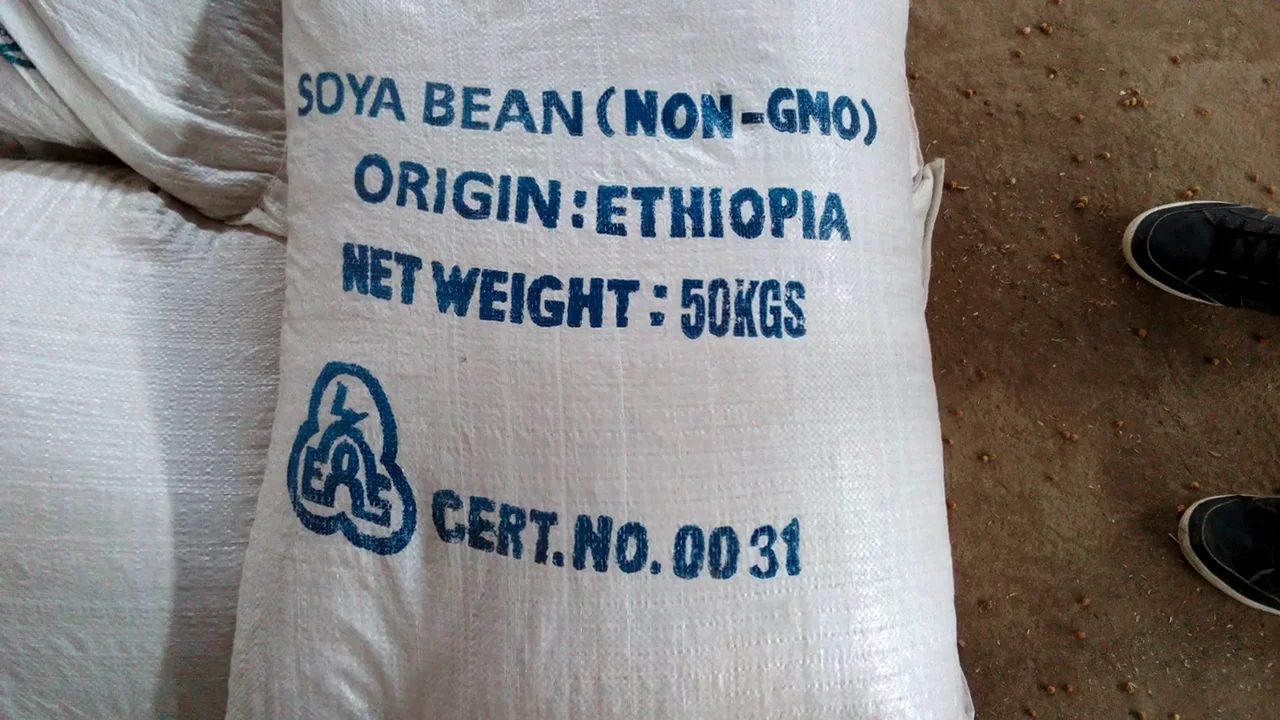 SOYA BEAN (NON-GMO)
ORIGIN: ETHIOPIA
NET WEIGHT: 50KGS
CERT. NO. 0031